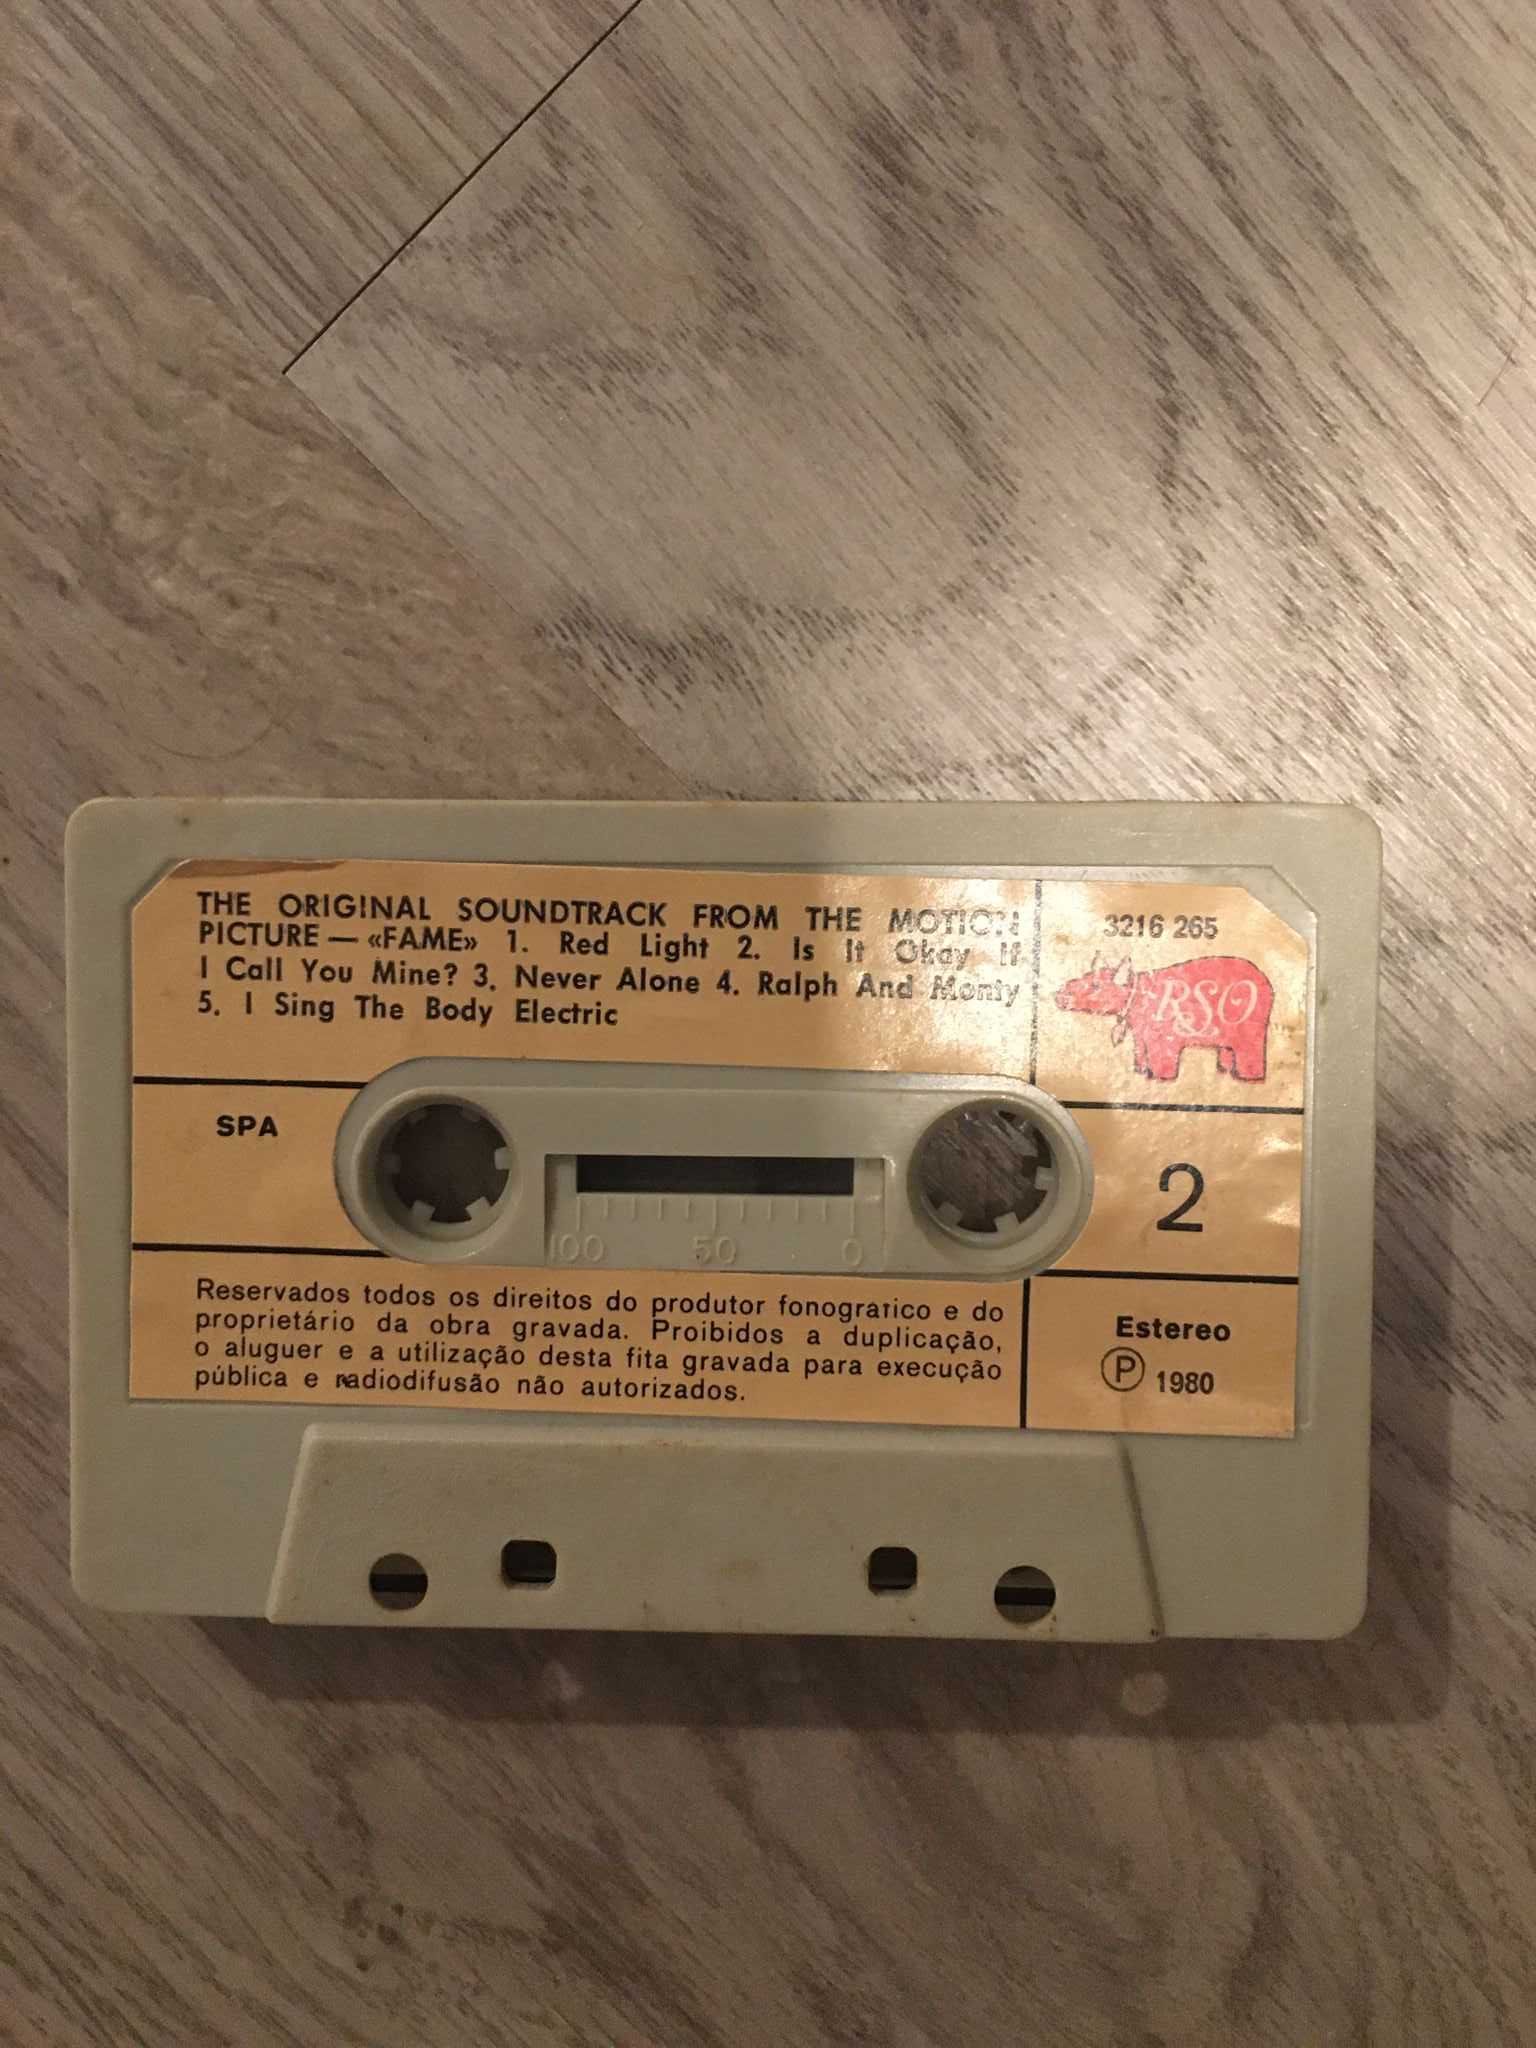 THE ORIGINAL SOUNDTRACK FROM THE MOTION
PICTURE — «FAME» 1. Red Light 2. Is It Okay If
I Call You Mine? 3. Never Alone 4. Ralph And Monty
5. I Sing The Body Electric
3216 265
RSO
SPA
2
100 50 0
Reservados todos os direitos do produtor fonografico e do
proprietário da obra gravada. Proibidos a duplicação,
o aluguer e a utilização desta fita gravada para execução
pública e radiodifusão não autorizados.
Estereo
Ⓟ 1980